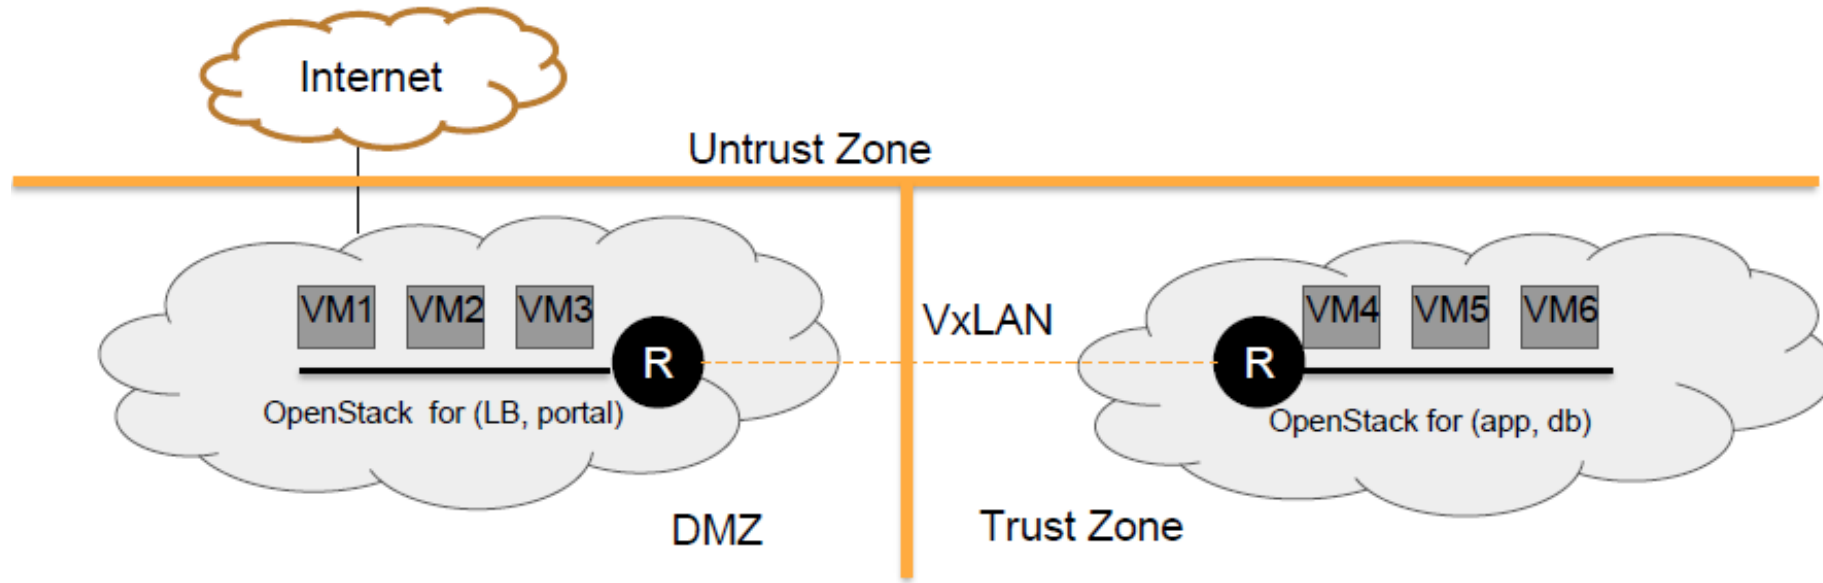 Internet
Untrust Zone
VM1 VM2 VM3
VxLAN
VM4 VM5 VM6
R
R
OpenStack for (LB, portal)
OpenStack for (app, db)
DMZ
Trust Zone